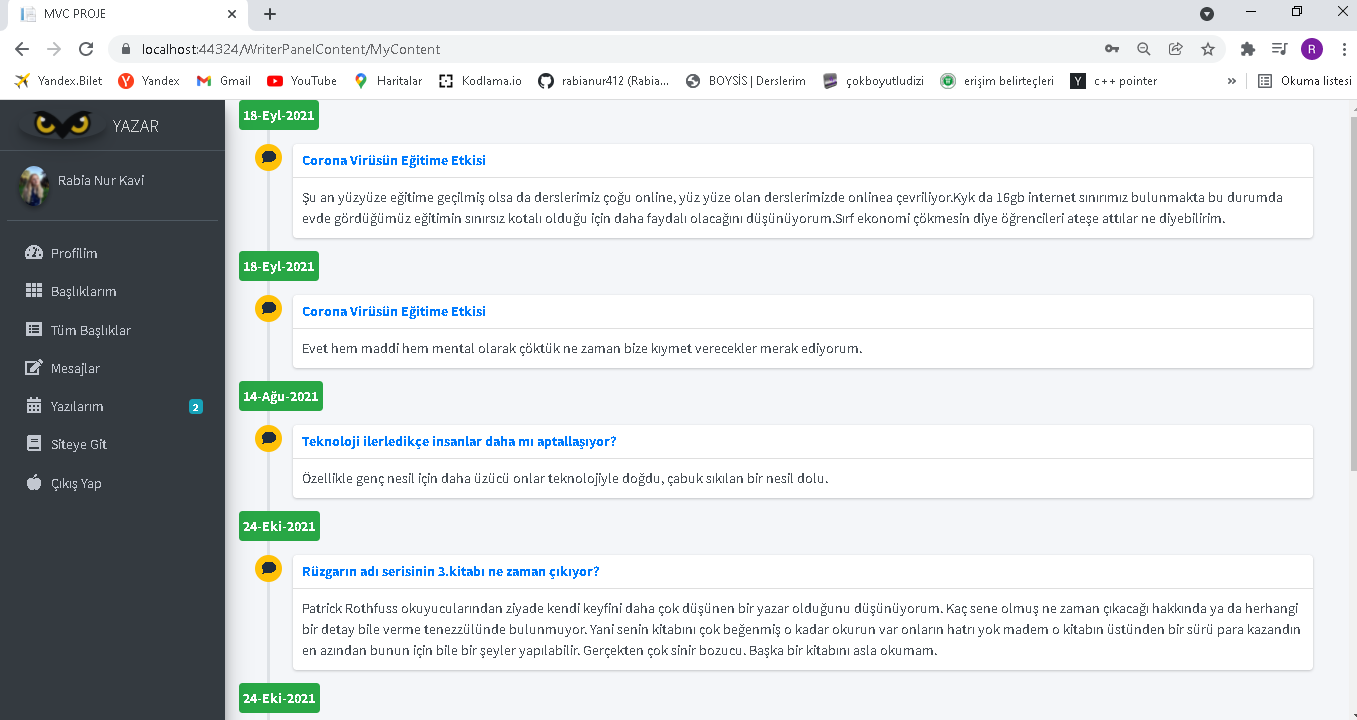 MVC PROJE
localhost:44324/WriterPanelContent/MyContent
R
Yandex.Bilet
Yandex
Gmail
YouTube
Haritalar
Kodlama.io
rabianur412 (Rabia...
BOYSİS | Derslerim
çokboyutludizi
erişim belirteçleri
Y c++ pointer
»
Okuma listesi
YAZAR
Rabia Nur Kavi
Profilim
Başlıklarım
Tüm Başlıklar
Mesajlar
Yazılarım 2
Siteye Git
Çıkış Yap
18-Eyl-2021
Corona Virüsün Eğitime Etkisi
Şu an yüzyüze eğitime geçilmiş olsa da derslerimiz çoğu online, yüz yüze olan derslerimizde onlinea çevriliyor.Kyk da 16gb internet sınırımız bulunmakta bu durumda
evde gördüğümüz eğitimin sınırsız kotalı olduğu için daha faydalı olacağını düşünüyorum.Sırf ekonomi çökmesin diye öğrencileri ateşe attılar ne diyebilirim.
18-Eyl-2021
Corona Virüsün Eğitime Etkisi
Evet hem maddi hem mental olarak çöktük ne zaman bize kıymet verecekler merak ediyorum.
14-Ağu-2021
Teknoloji ilerledikçe insanlar daha mı aptallaşıyor?
Özellikle genç nesil için daha üzücü onlar teknolojiyle doğdu, çabuk sıkılan bir nesil dolu.
24-Eki-2021
Rüzgarın adı serisinin 3.kitabı ne zaman çıkıyor?
Patrick Rothfuss okuyucularından ziyade kendi keyfini daha çok düşünen bir yazar olduğunu düşünüyorum. Kaç sene olmuş ne zaman çıkacağı hakkında ya da herhangi
bir detay bile verme tenezzülünde bulunmuyor. Yani senin kitabını çok beğenmiş o kadar okurun var onların hatrı yok madem o kitabın üstünden bir sürü para kazandın
en azından bunun için bile bir şeyler yapılabilir. Gerçekten çok sinir bozucu. Başka bir kitabını asla okumam.
24-Eki-2021